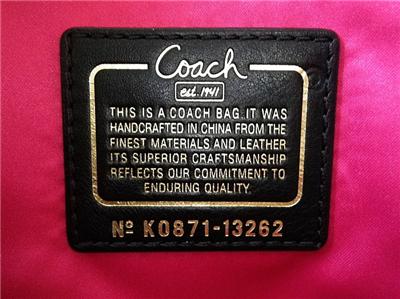 Coach
est. 1941
THIS IS A COACH BAG. IT WAS
HANDCRAFTED IN CHINA FROM THE
FINEST MATERIALS AND LEATHER
ITS SUPERIOR CRAFTSMANSHIP
REFLECTS OUR COMMITMENT TO
ENDURING QUALITY.
Nº K0871-13262